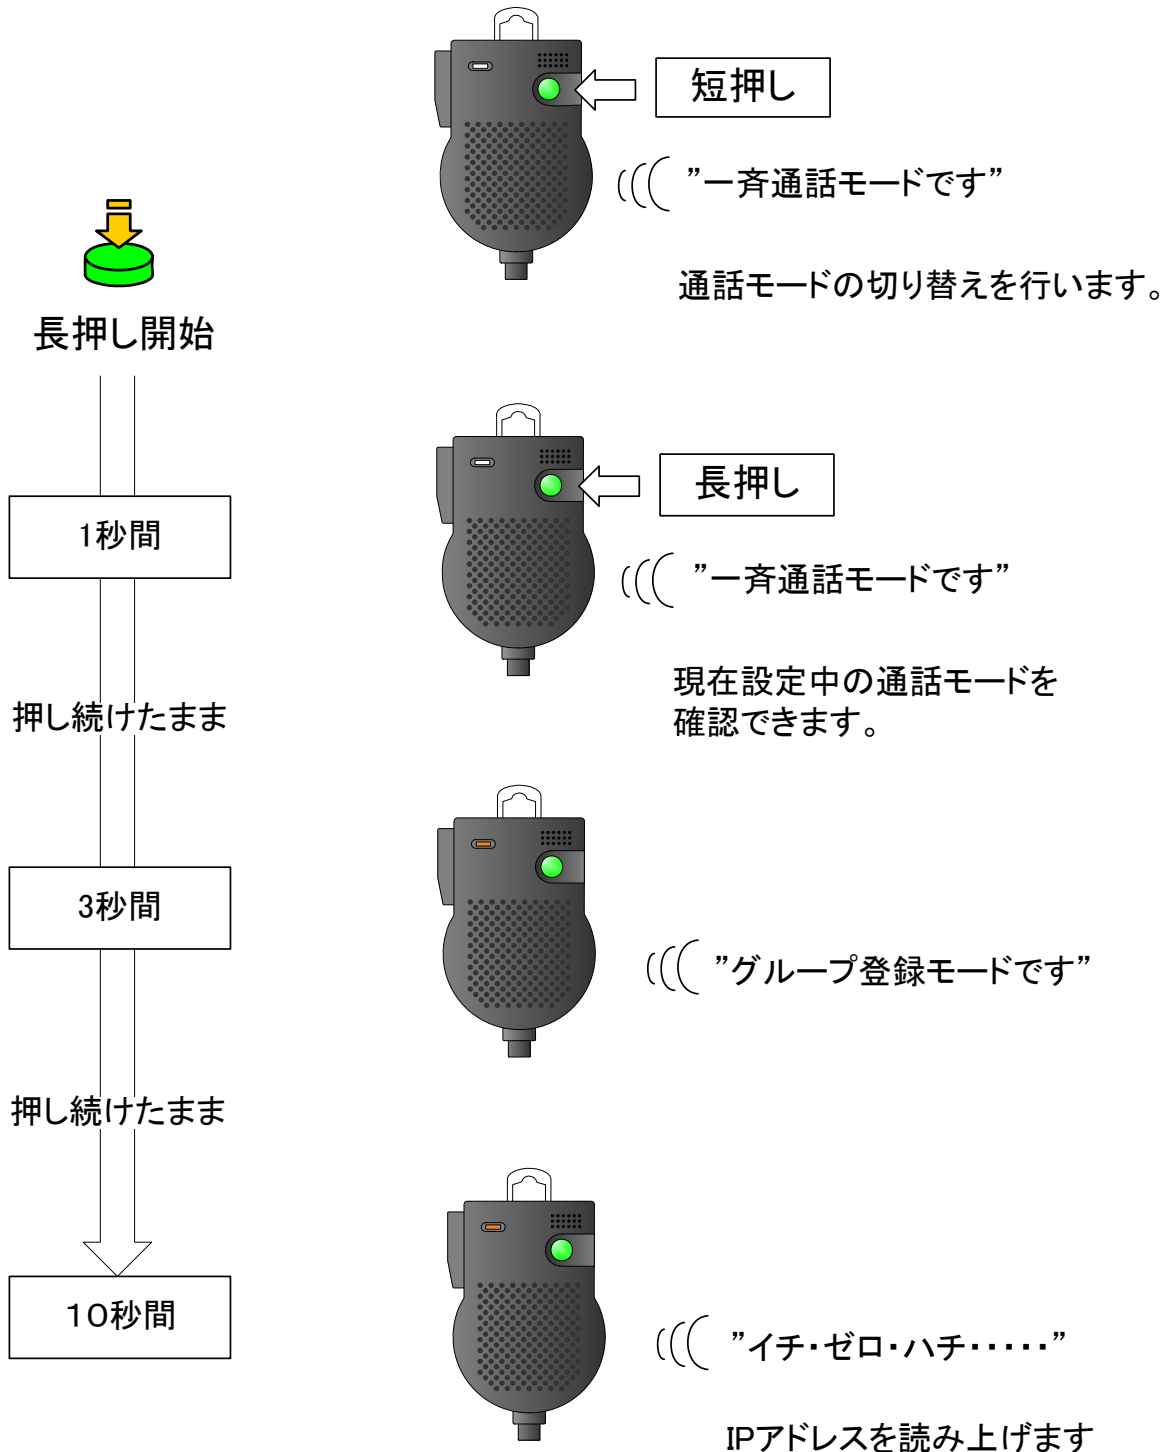 短押し
”一斉通話モードです”
通話モードの切り替えを行います。
長押し開始
1秒間
長押し
”一斉通話モードです”
現在設定中の通話モードを
確認できます。
押し続けたまま
3秒間
”グループ登録モードです”
押し続けたまま
10秒間
”イチ・ゼロ・ハチ・・・・・”
IPアドレスを読み上げます